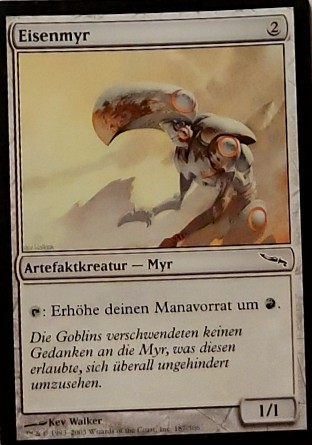 Eisenmyr 2
Artefaktkreatur — Myr
: Erhöhe deinen Manavorrat um .
Die Goblins verschwendeten keinen
Gedanken an die Myr, was diesen
erlaubte, sich überall ungehindert
umzusehen.
Kev Walker
1/1